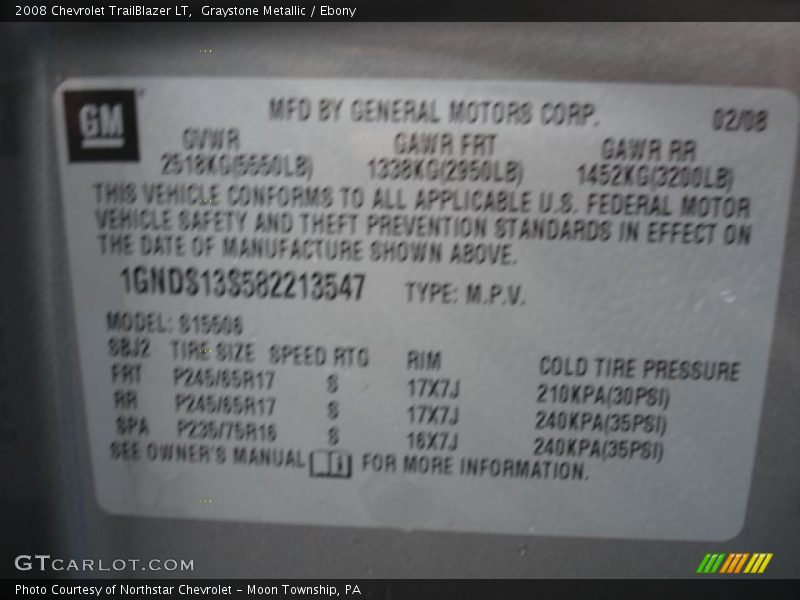 2008 Chevrolet TrailBlazer LT,  Graystone Metallic / Ebony
GM
MFD BY GENERAL MOTORS CORP. 02/08
GVWR GAWR FRT GAWR RR
2518KG(5550LB) 1338KG(2950LB) 1452KG(3200LB)
THIS VEHICLE CONFORMS TO ALL APPLICABLE U.S. FEDERAL MOTOR
VEHICLE SAFETY AND THEFT PREVENTION STANDARDS IN EFFECT ON
THE DATE OF MANUFACTURE SHOWN ABOVE.
1GNDS13S582213547 TYPE: M.P.V.
MODEL: S15506
SBJ2 TIRE SIZE SPEED RTG RIM COLD TIRE PRESSURE
FRT P245/65R17 S 17X7J 210KPA(30PSI)
RR P245/65R17 S 17X7J 240KPA(35PSI)
SPA P235/75R16 S 16X7J 240KPA(35PSI)
SEE OWNER'S MANUAL FOR MORE INFORMATION.
GTCARLOT.COM
Photo Courtesy of Northstar Chevrolet - Moon Township, PA